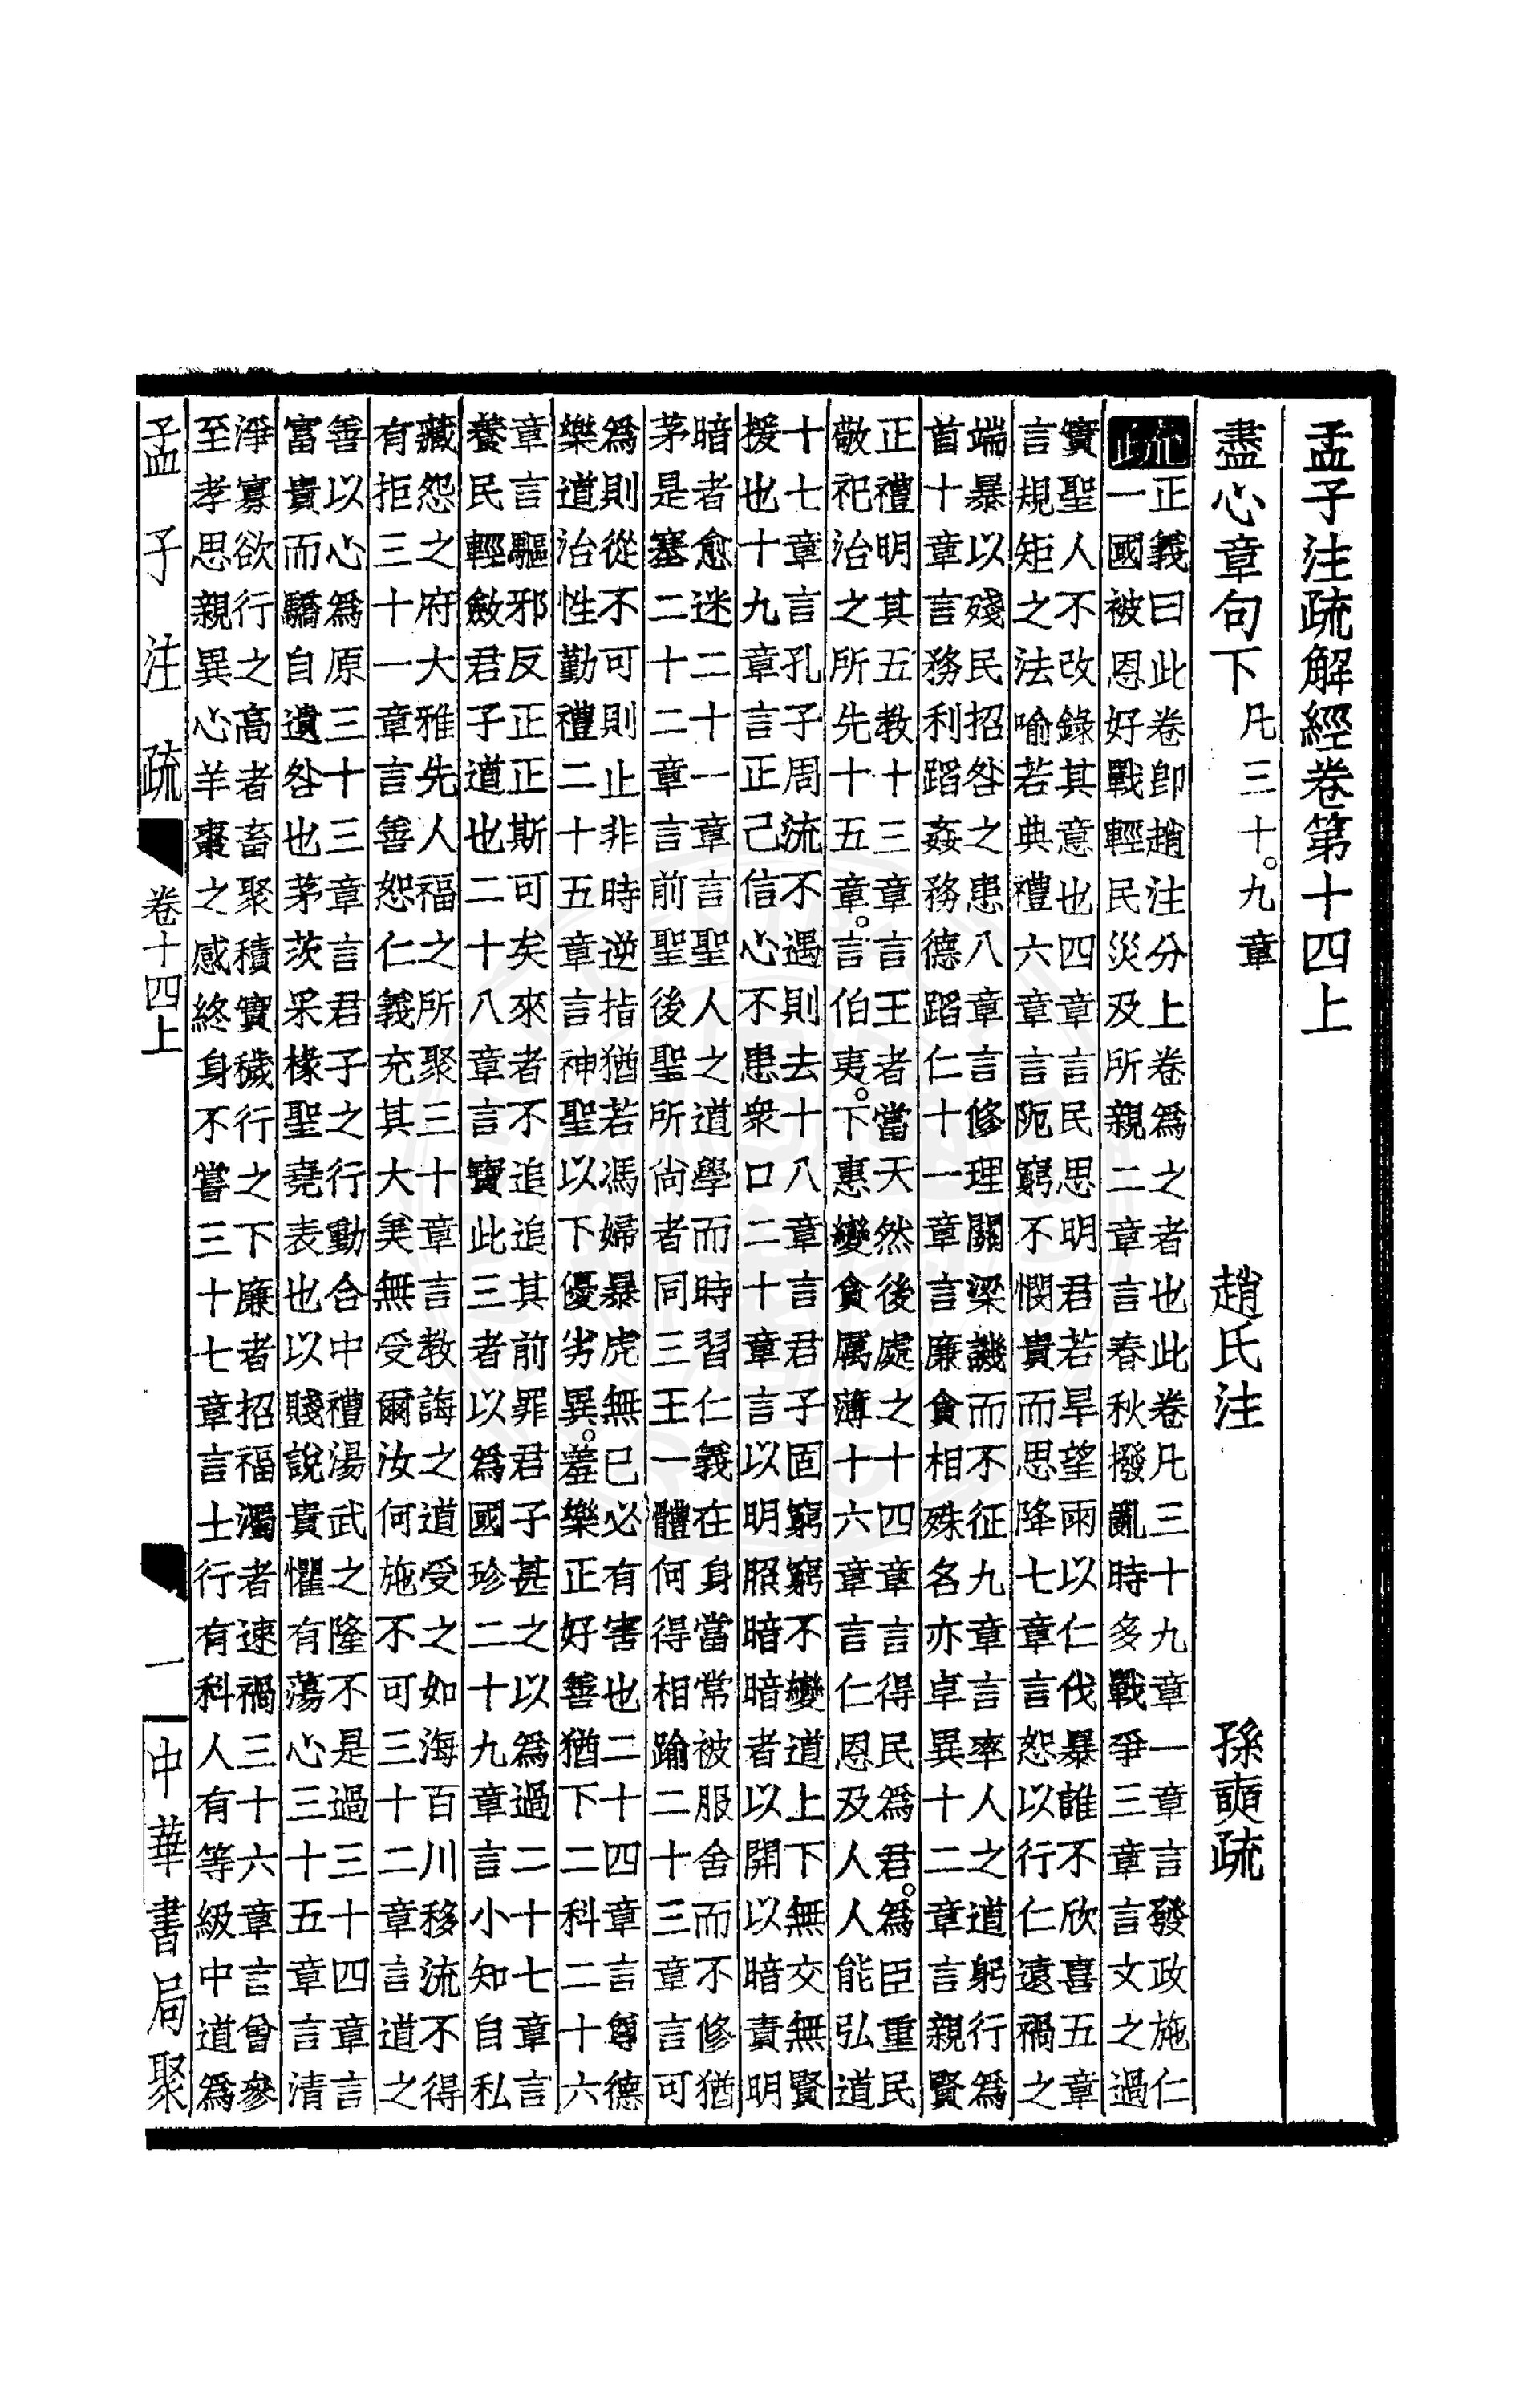 孟子注疏解經卷第十四上
盡心章句下凡三十。九章 趙氏注 孫奭疏
疏正義曰此卷卽趙注分上卷爲之者也此卷凡三十九章一章言發政施仁
一國被恩好戰輕民災及所親二章言春秋撥亂時多戰爭三章言文之過
實聖人不改錄其意也四章言民思明君若旱望雨以仁伐暴誰不欣喜五章
言規矩之法喻若典禮六章言阨窮不憫貴而思降七章言恕以行仁遠禍之
端暴以殘民招咎之患八章言修理關梁譏而不征九章言率人之道躬行爲
首十章言務利蹈姦務德蹈仁十一章言廉貪相殊名亦卓異十二章言親賢
正禮明其五教十三章言王者當天然後處之十四章言得民爲君。爲臣重民
敬祀治之所先十五章。言伯夷。下惠變貪厲薄十六章言仁恩及人人能弘道
十七章言孔子周流不遇則去十八章言君子固窮窮不變道上下無交無賢
援也十九章言正己信心不患衆口二十章言以明照暗暗者以開以暗責明
暗者愈迷二十一章言聖人之道學而時習仁義在身當常被服舍而不修猶
茅是塞二十二章言前聖後聖所尚者同三王一體何得相踰二十三章言可
爲則從不可則止非時逆指猶若馮婦暴虎無已必有害也二十四章言尊德
樂道治性勤禮二十五章言神聖以下優劣異。羞樂正好善猶下二科二十六
章言驅邪反正正斯可矣來者不追追其前罪君子甚之以爲過二十七章言
養民輕斂君子道也二十八章言寶此三者以爲國珍二十九章言小知自私
藏怨之府大雅先人福之所聚三十章言教誨之道受之如海百川移流不得
有拒三十一章言善恕仁義充其大美無受爾汝何施不可三十二章言道之
善以心爲原三十三章言君子之行動合中禮湯武之隆不是過三十四章言
富貴而驕自遺咎也茅茨采椽聖堯表也以賤說貴懼有蕩心三十五章言清
淨寡欲行之高者畜聚積實穢行之下廉者招福濁者速禍三十六章言曾參
至孝思親異心羊棗之感終身不嘗三十七章言士行有科人有等級中道爲
孟子注疏 卷十四上 一 中華書局聚